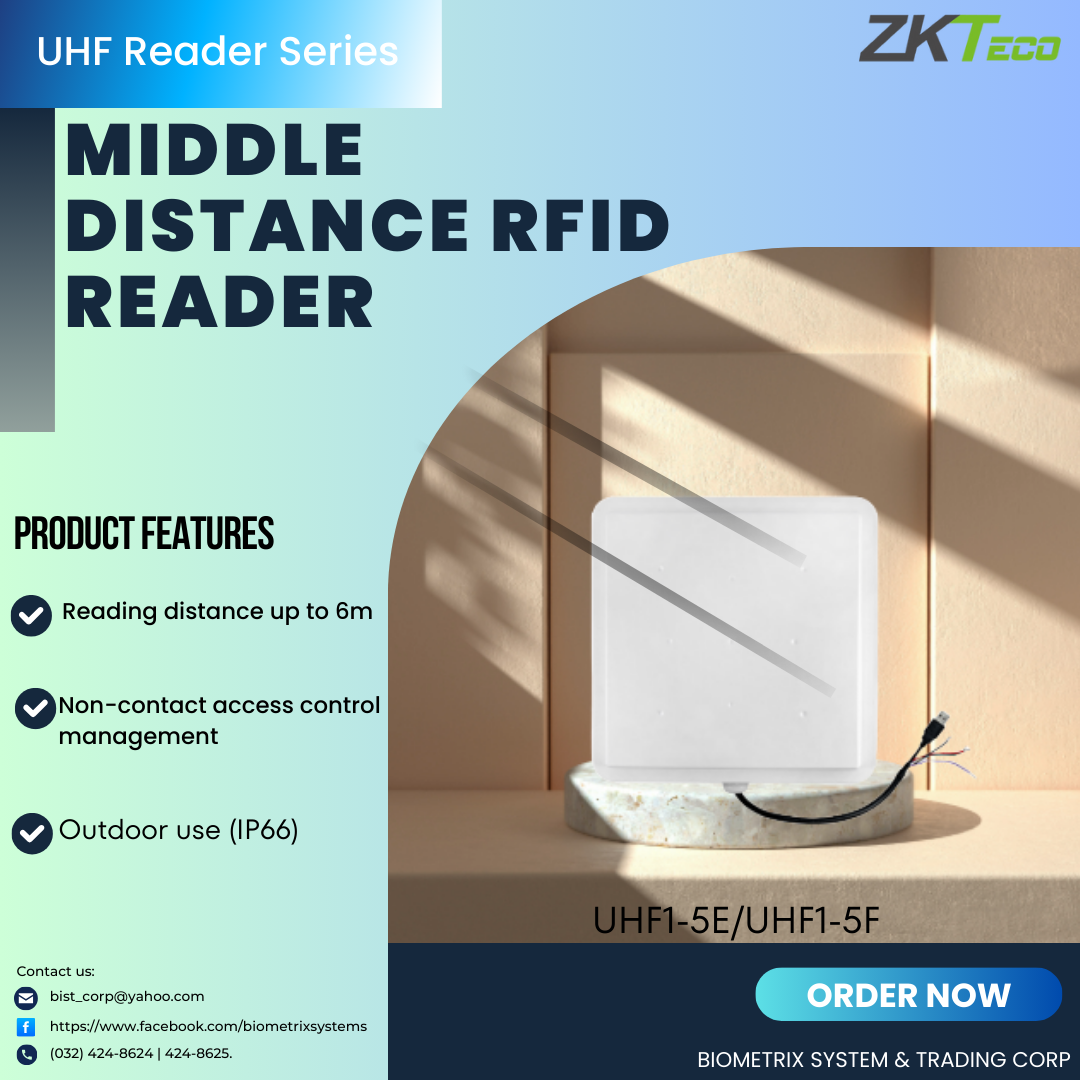 UHF Reader Series
ZKTECO
MIDDLE
DISTANCE RFID
READER
PRODUCT FEATURES
Reading distance up to 6m
Non-contact access control
management
Outdoor use (IP66)
UHF1-5E/UHF1-5F
Contact us:
bist_corp@yahoo.com
https://www.facebook.com/biometrixsystems
(032) 424-8624 | 424-8625.
ORDER NOW
BIOMETRIX SYSTEM & TRADING CORP